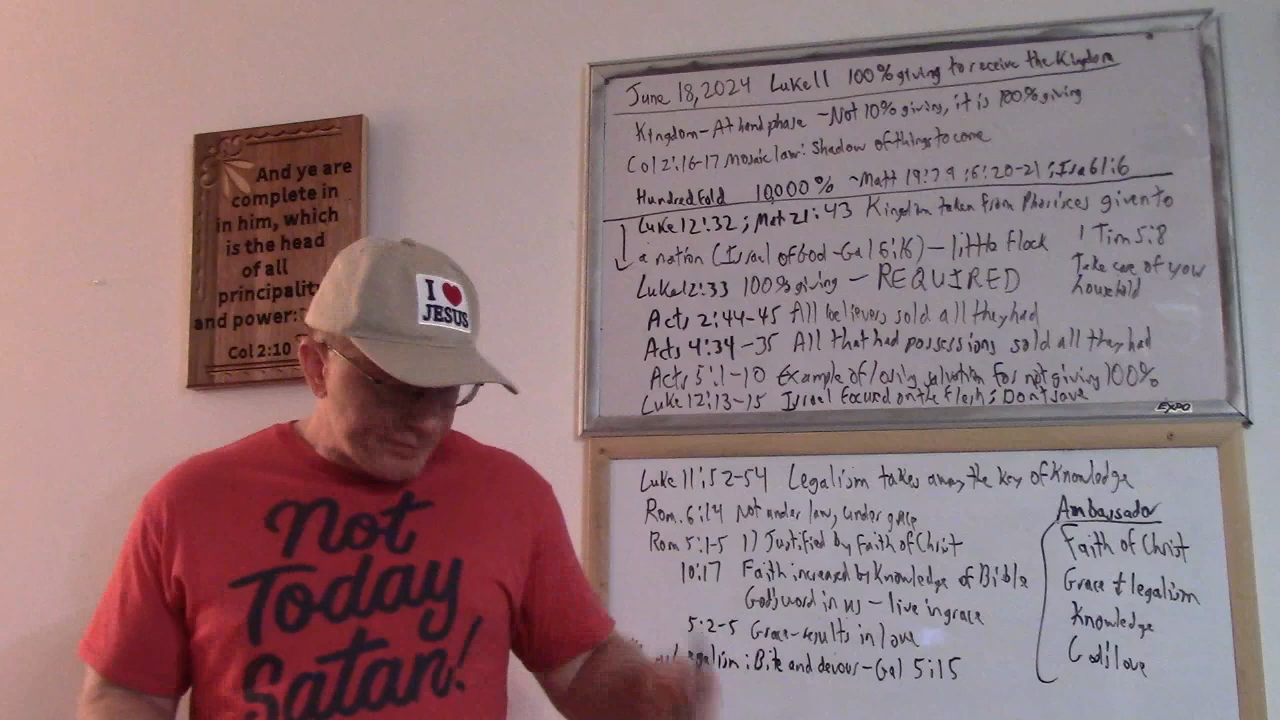 And ye are
complete in
in him, which
is the head
of all
principality
and power:
Col 2:10
I ❤ JESUS
Not
Today
Satan!
June 18, 2024 Luke 11 100% giving to receive the Kingdom
Kingdom-At hand phase ~Not 10% giving, it is 100% giving
Col 2:16-17 Mosaic law: Shadow of things to come
Hundredfold 10,000% ~Matt 19:29; 6:20-21; Isa 61:6
Luke 12:32; Mat 21:43 Kingdom taken from Pharisees given to
a nation (Israel of God-Gal 6:16) - little flock
1 Tim 5:8
Take care of your
household
Luke 12:33 100% giving - REQUIRED
Acts 2:44-45 All believers sold all they had
Acts 4:34-35 All that had possessions sold all they had
Acts 5:1-10 Example of losing salvation for not giving 100%
Luke 12:13-15 Israel focused on the flesh; Don't save
EXPO
Luke 11:52-54 Legalism takes away the key of knowledge
Rom. 6:14 Not under law, under grace
Rom 5:1-5 1) Justified by Faith of Christ
10:17 Faith increased by Knowledge of Bible
God's word in us - live in grace
5:2-5 Grace-results in love
Legalism: Bite and devour-Gal 5:15
Ambassador
Faith of Christ
Grace ≠ legalism
Knowledge
God's love